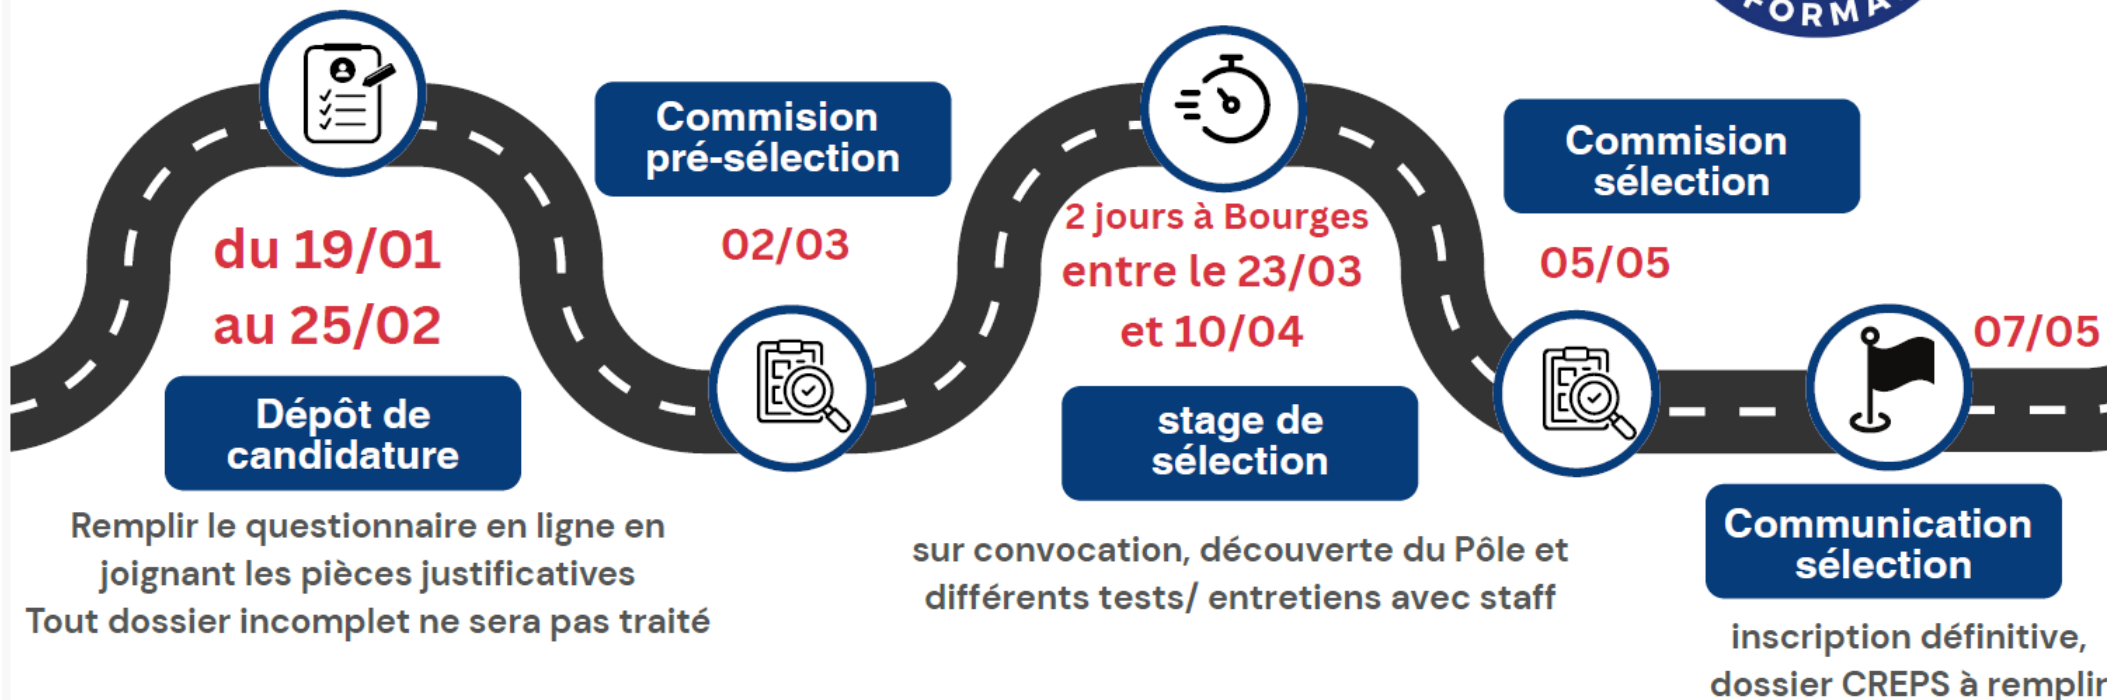 FORMA
du 19/01
au 25/02
Dépôt de
candidature
Remplir le questionnaire en ligne en
joignant les pièces justificatives
Tout dossier incomplet ne sera pas traité
Commision
pré-sélection
02/03
2 jours à Bourges
entre le 23/03
et 10/04
stage de
sélection
sur convocation, découverte du Pôle et
différents tests/ entretiens avec staff
Commision
sélection
05/05
07/05
Communication
sélection
inscription définitive,
dossier CREPS à remplir